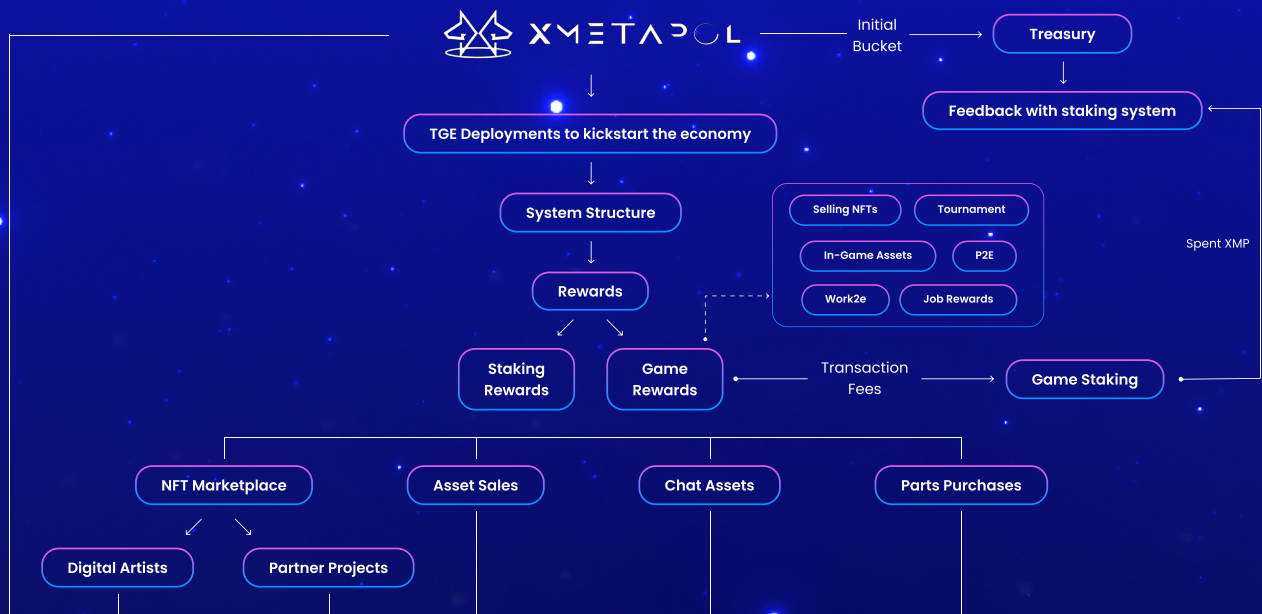 XMETAPOL
Initial
Bucket
Treasury
Feedback with staking system
TGE Deployments to kickstart the economy
System Structure
Selling NFTs
Tournament
In-Game Assets
P2E
Work2e
Job Rewards
Spent XMP
Rewards
Staking
Rewards
Game
Rewards
Transaction
Fees
Game Staking
NFT Marketplace
Asset Sales
Chat Assets
Parts Purchases
Digital Artists
Partner Projects